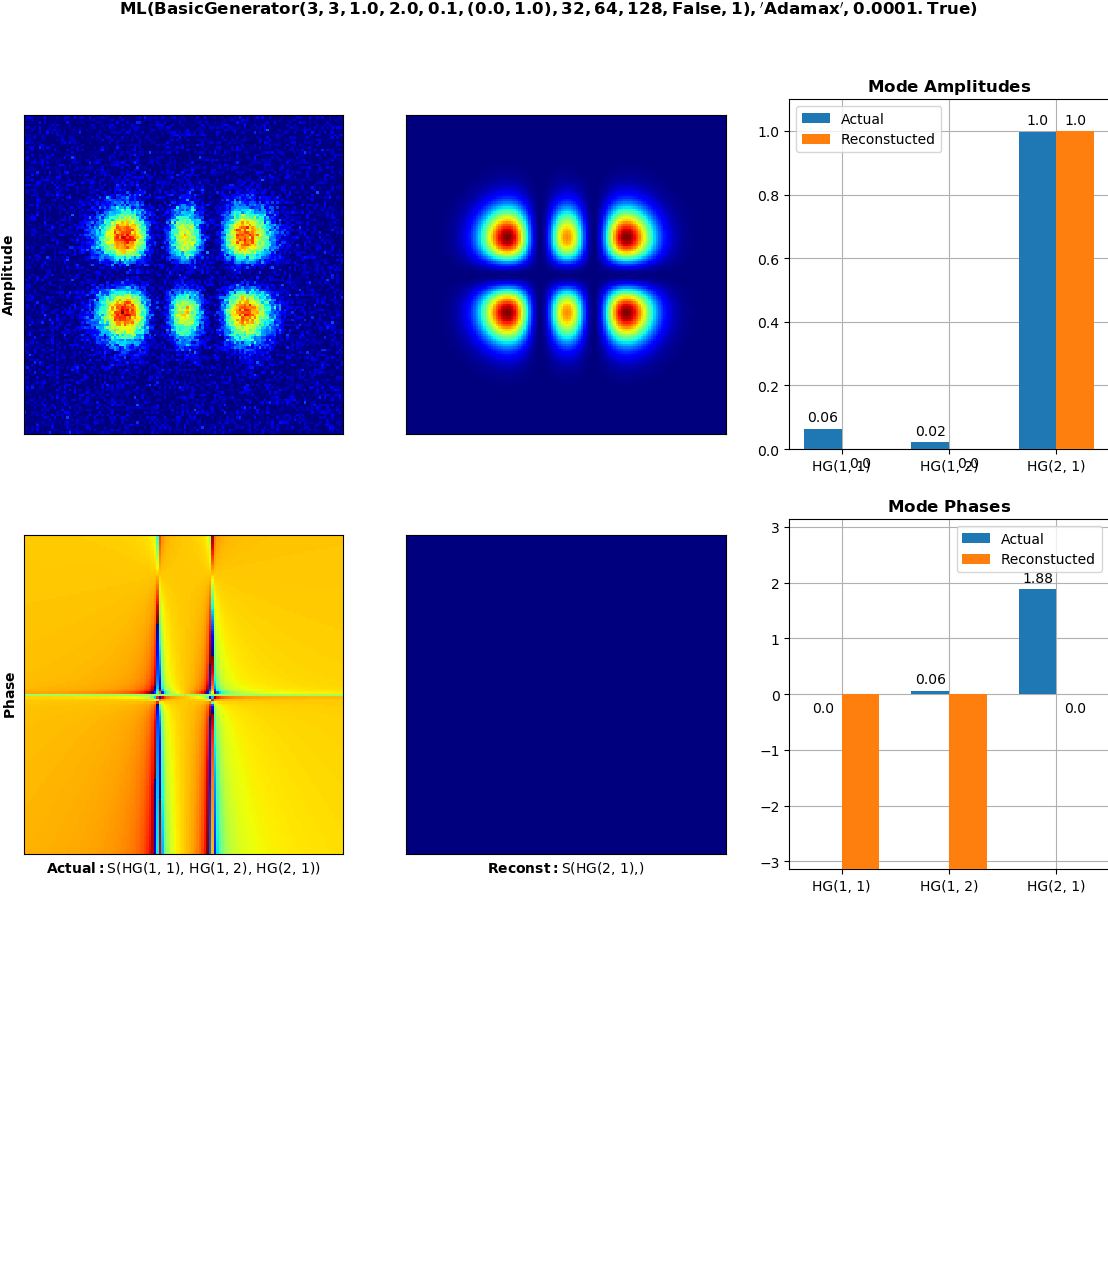 ML(BasicGenerator(3, 3, 1.0, 2.0, 0.1, (0.0, 1.0), 32, 64, 128, False, 1), 'Adamax', 0.0001. True)
Amplitude
Mode Amplitudes
Actual
Reconstucted
1.0
0.8
0.6
0.4
0.2
0.0
0.06
0.0
0.02
0.0
1.0
1.0
HG(1, 1)
HG(1, 2)
HG(2, 1)
Phase
Actual: S(HG(1, 1), HG(1, 2), HG(2, 1))
Reconst: S(HG(2, 1),)
Mode Phases
Actual
Reconstucted
3
2
1
0
−1
−2
−3
0.0
0.06
1.88
0.0
HG(1, 1)
HG(1, 2)
HG(2, 1)